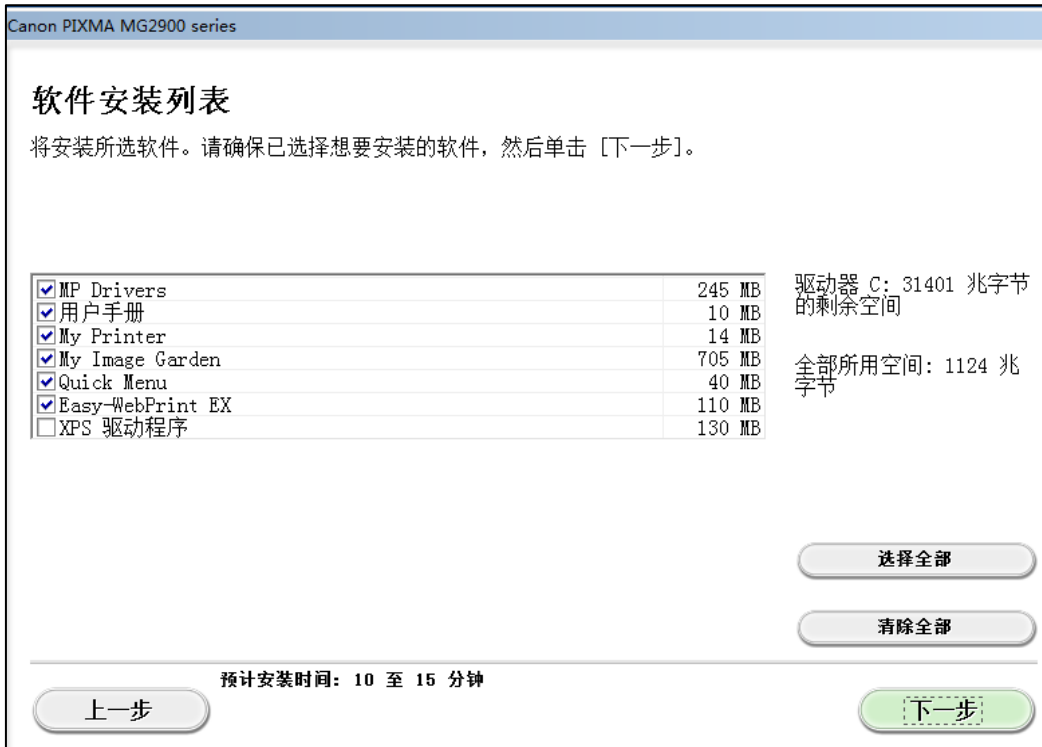 Canon PIXMA MG2900 series
软件安装列表
将安装所选软件。请确保已选择想要安装的软件，然后单击 [下一步]。
MP Drivers 245 MB
用户手册 10 MB
My Printer 14 MB
My Image Garden 705 MB
Quick Menu 40 MB
Easy-WebPrint EX 110 MB
XPS 驱动程序 130 MB
驱动器 C: 31401 兆字节
的剩余空间
全部所用空间: 1124 兆
字节
选择全部
清除全部
预计安装时间: 10 至 15 分钟
上一步
下一步